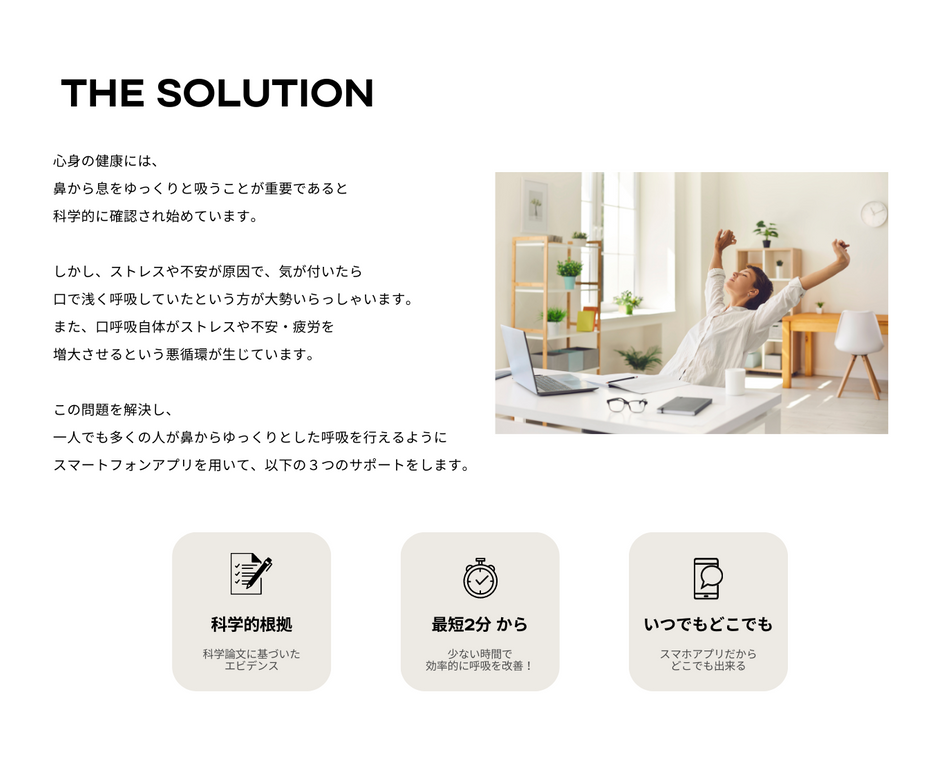 THE SOLUTION
心身の健康には、
鼻から息をゆっくりと吸うことが重要であると
科学的に確認され始めています。
しかし、ストレスや不安が原因で、気が付いたら
口で浅く呼吸していたという方が大勢いらっしゃいます。
また、口呼吸自体がストレスや不安・疲労を
増大させるという悪循環が生じています。
この問題を解決し、
一人でも多くの人が鼻からゆっくりとした呼吸を行えるように
スマートフォンアプリを用いて、以下の３つのサポートをします。
科学的根拠
科学論文に基づいた
エビデンス
最短2分 から
少ない時間で
効率的に呼吸を改善！
いつでもどこでも
スマホアプリだから
どこでも出来る